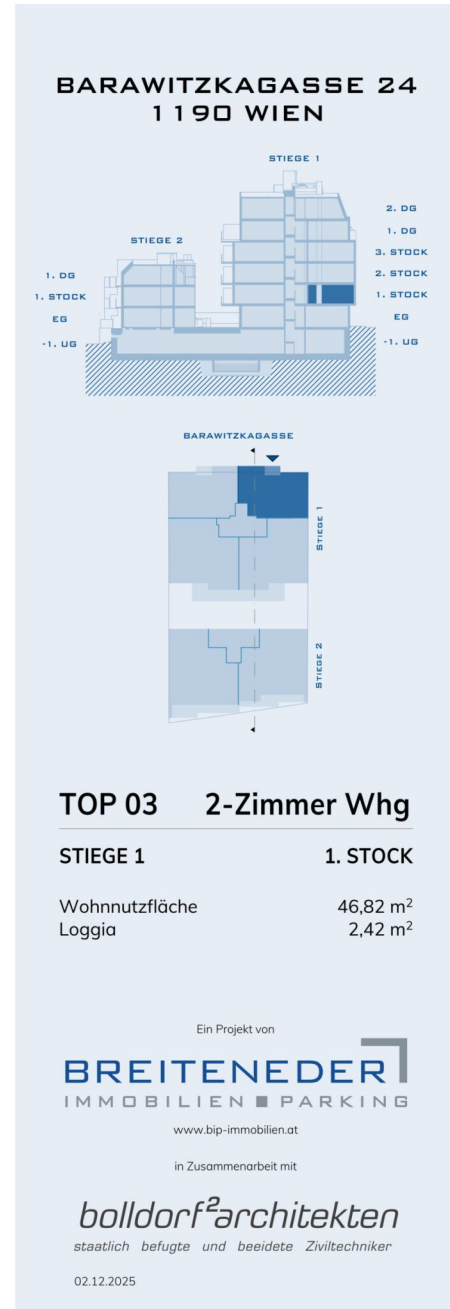 BARAWITZKAGASSE 24
1190 WIEN
STIEGE 1
2. DG
1. DG
3. STOCK
2. STOCK
1. STOCK
EG
-1. UG
STIEGE 2
1. DG
1. STOCK
EG
-1. UG
BARAWITZKAGASSE
STIEGE 1
STIEGE 2
TOP 03 2-Zimmer Whg
STIEGE 1 1. STOCK
Wohnnutzfläche 46,82 m²
Loggia 2,42 m²
Ein Projekt von
BREITENEDER
IMMOBILIEN ■ PARKING
www.bip-immobilien.at
in Zusammenarbeit mit
bolldorf²architekten
staatlich befugte und beeidete Ziviltechniker
02.12.2025